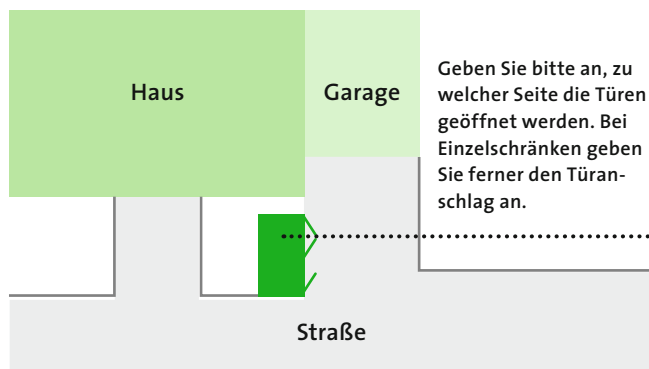 Haus
Garage
Geben Sie bitte an, zu
welcher Seite die Türen
geöffnet werden. Bei
Einzelschränken geben
Sie ferner den Türan-
schlag an.
Straße